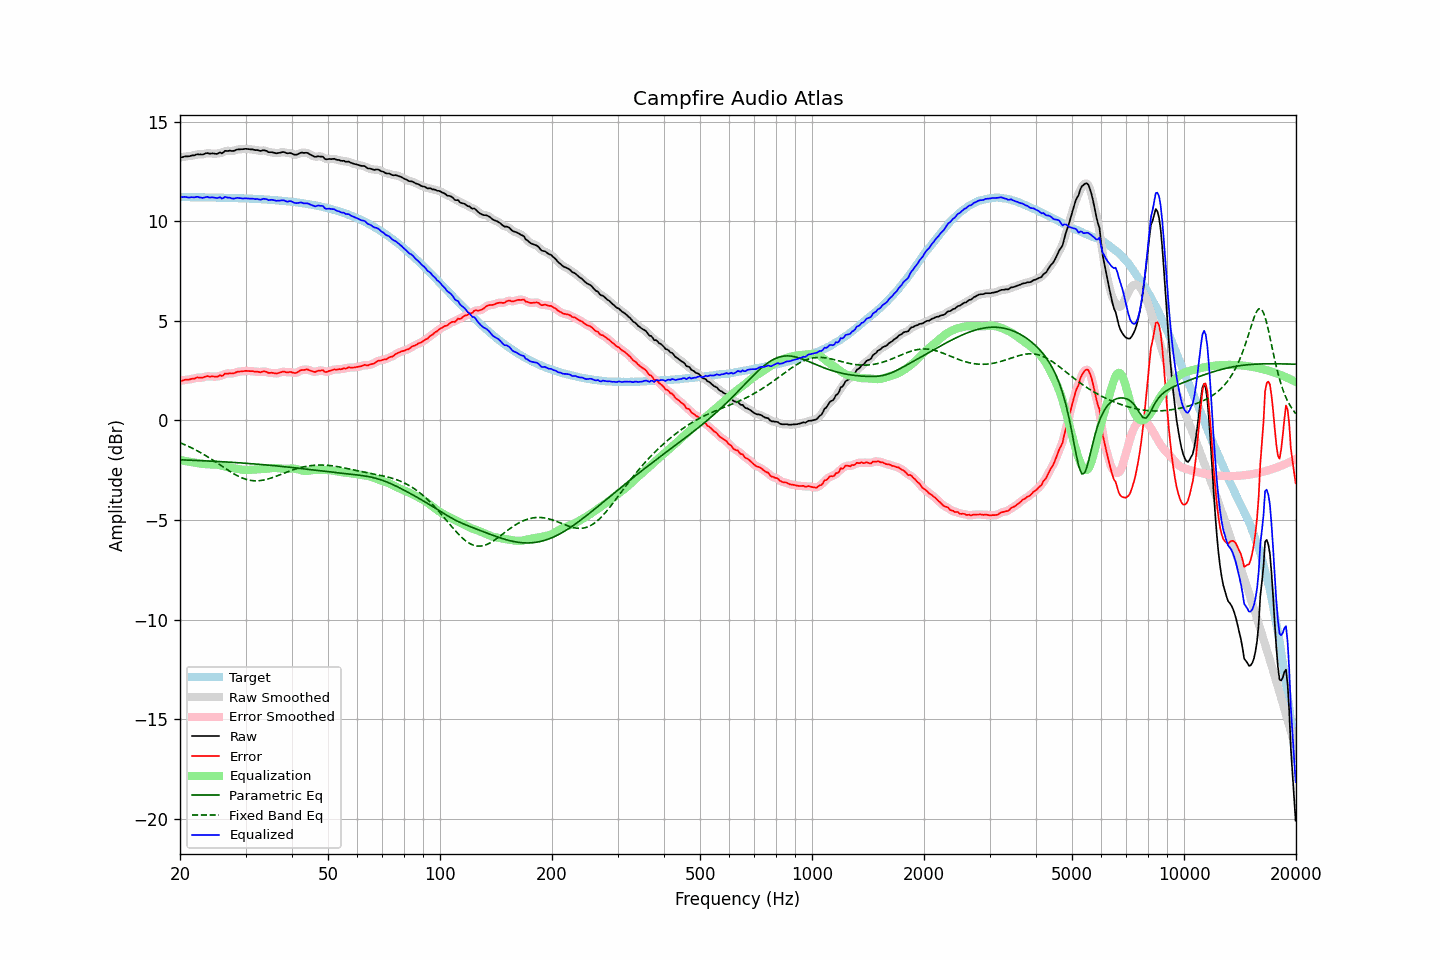 Campfire Audio Atlas
15
10
5
0
−5
−10
−15
−20
Amplitude (dBr)
Target
Raw Smoothed
Error Smoothed
Raw
Error
Equalization
Parametric Eq
Fixed Band Eq
Equalized
20 50 100 200 500 1000 2000 5000 10000 20000
Frequency (Hz)